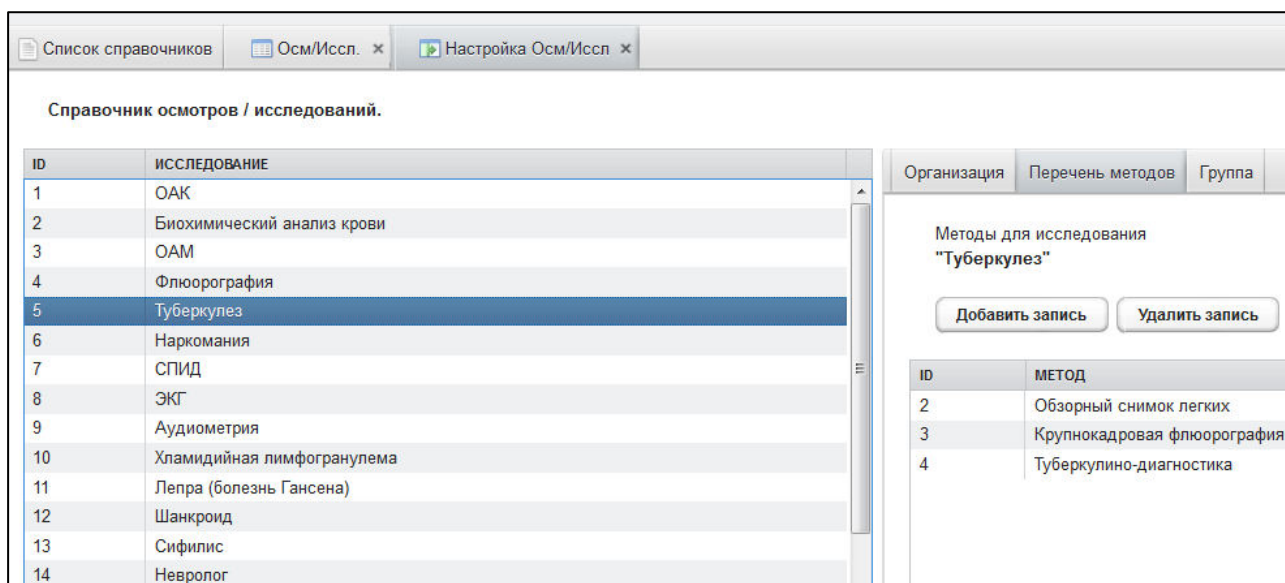 Список справочников Осм/Иссл. × Настройка Осм/Иссл ×
Справочник осмотров / исследований.
ID ИССЛЕДОВАНИЕ
1 ОАК
2 Биохимический анализ крови
3 ОАМ
4 Флюорография
5 Туберкулез
6 Наркомания
7 СПИД
8 ЭКГ
9 Аудиометрия
10 Хламидийная лимфогранулема
11 Лепра (болезнь Гансена)
12 Шанкроид
13 Сифилис
14 Невролог
Организация Перечень методов Группа
Методы для исследования
"Туберкулез"
Добавить запись Удалить запись
ID МЕТОД
2 Обзорный снимок легких
3 Крупнокадровая флюорография
4 Туберкулино-диагностика